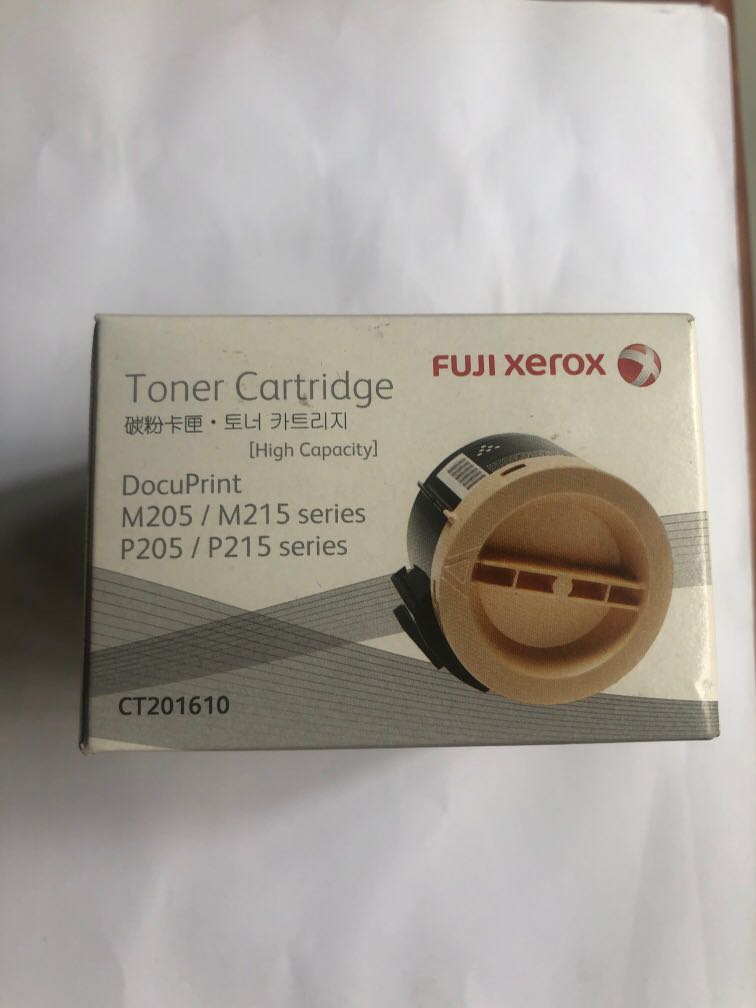 FUJI xerox
Toner Cartridge
碳粉卡匣・토너 카트리지
[High Capacity]
DocuPrint
M205 / M215 series
P205 / P215 series
CT201610